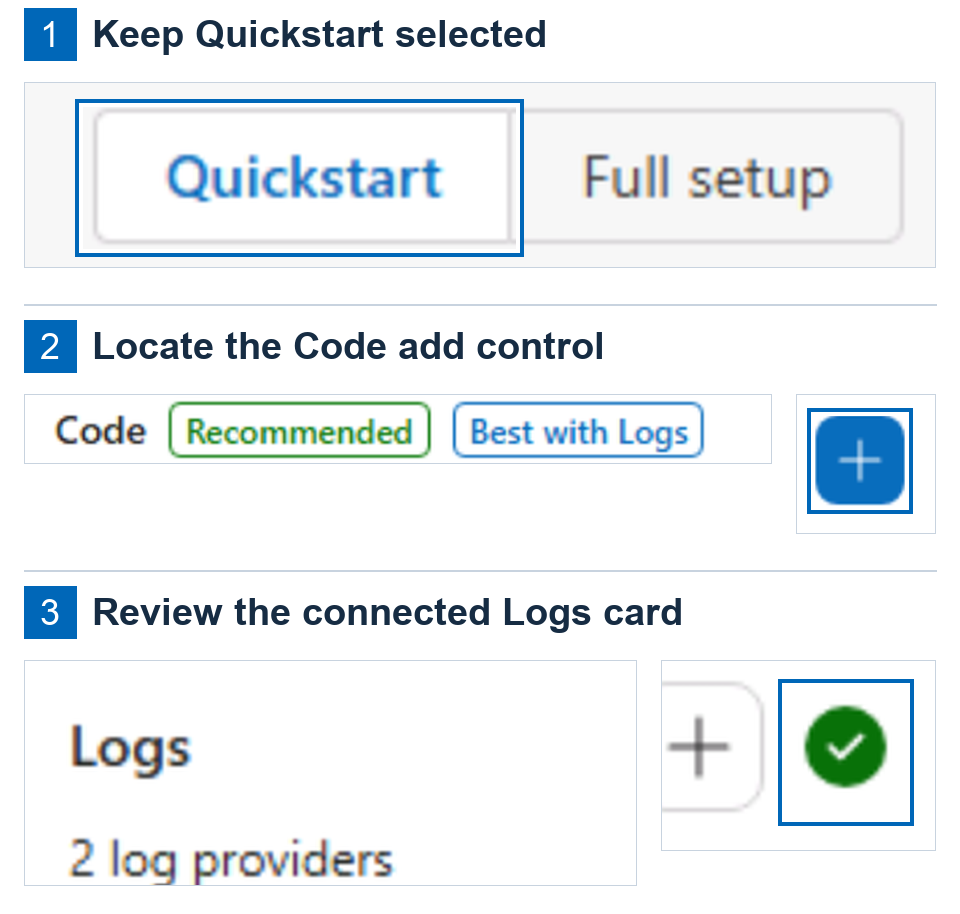 1 Keep Quickstart selected
Quickstart Full setup
2 Locate the Code add control
Code Recommended Best with Logs
3 Review the connected Logs card
Logs
2 log providers